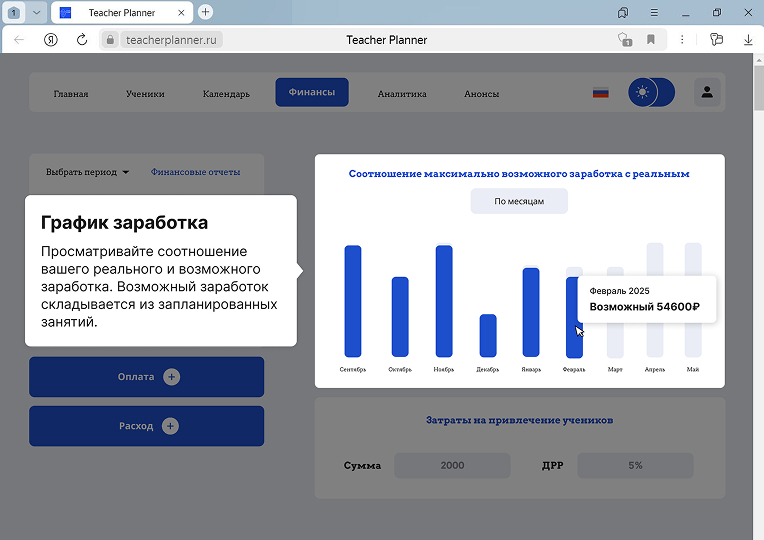 1
Teacher Planner
teacherplanner.ru
Teacher Planner
1
Главная
Ученики
Календарь
Финансы
Аналитика
Анонсы
Выбрать период
Финансовые отчеты
График заработка
Просматривайте соотношение
вашего реального и возможного
заработка. Возможный заработок
складывается из запланированных
занятий.
Оплата
Расход
Соотношение максимально возможного заработка с реальным
По месяцам
Февраль 2025
Возможный 54600₽
Сентябрь Октябрь Ноябрь Декабрь Январь Февраль Март Апрель Май
Затраты на привлечение учеников
Сумма 2000 ДРР 5%